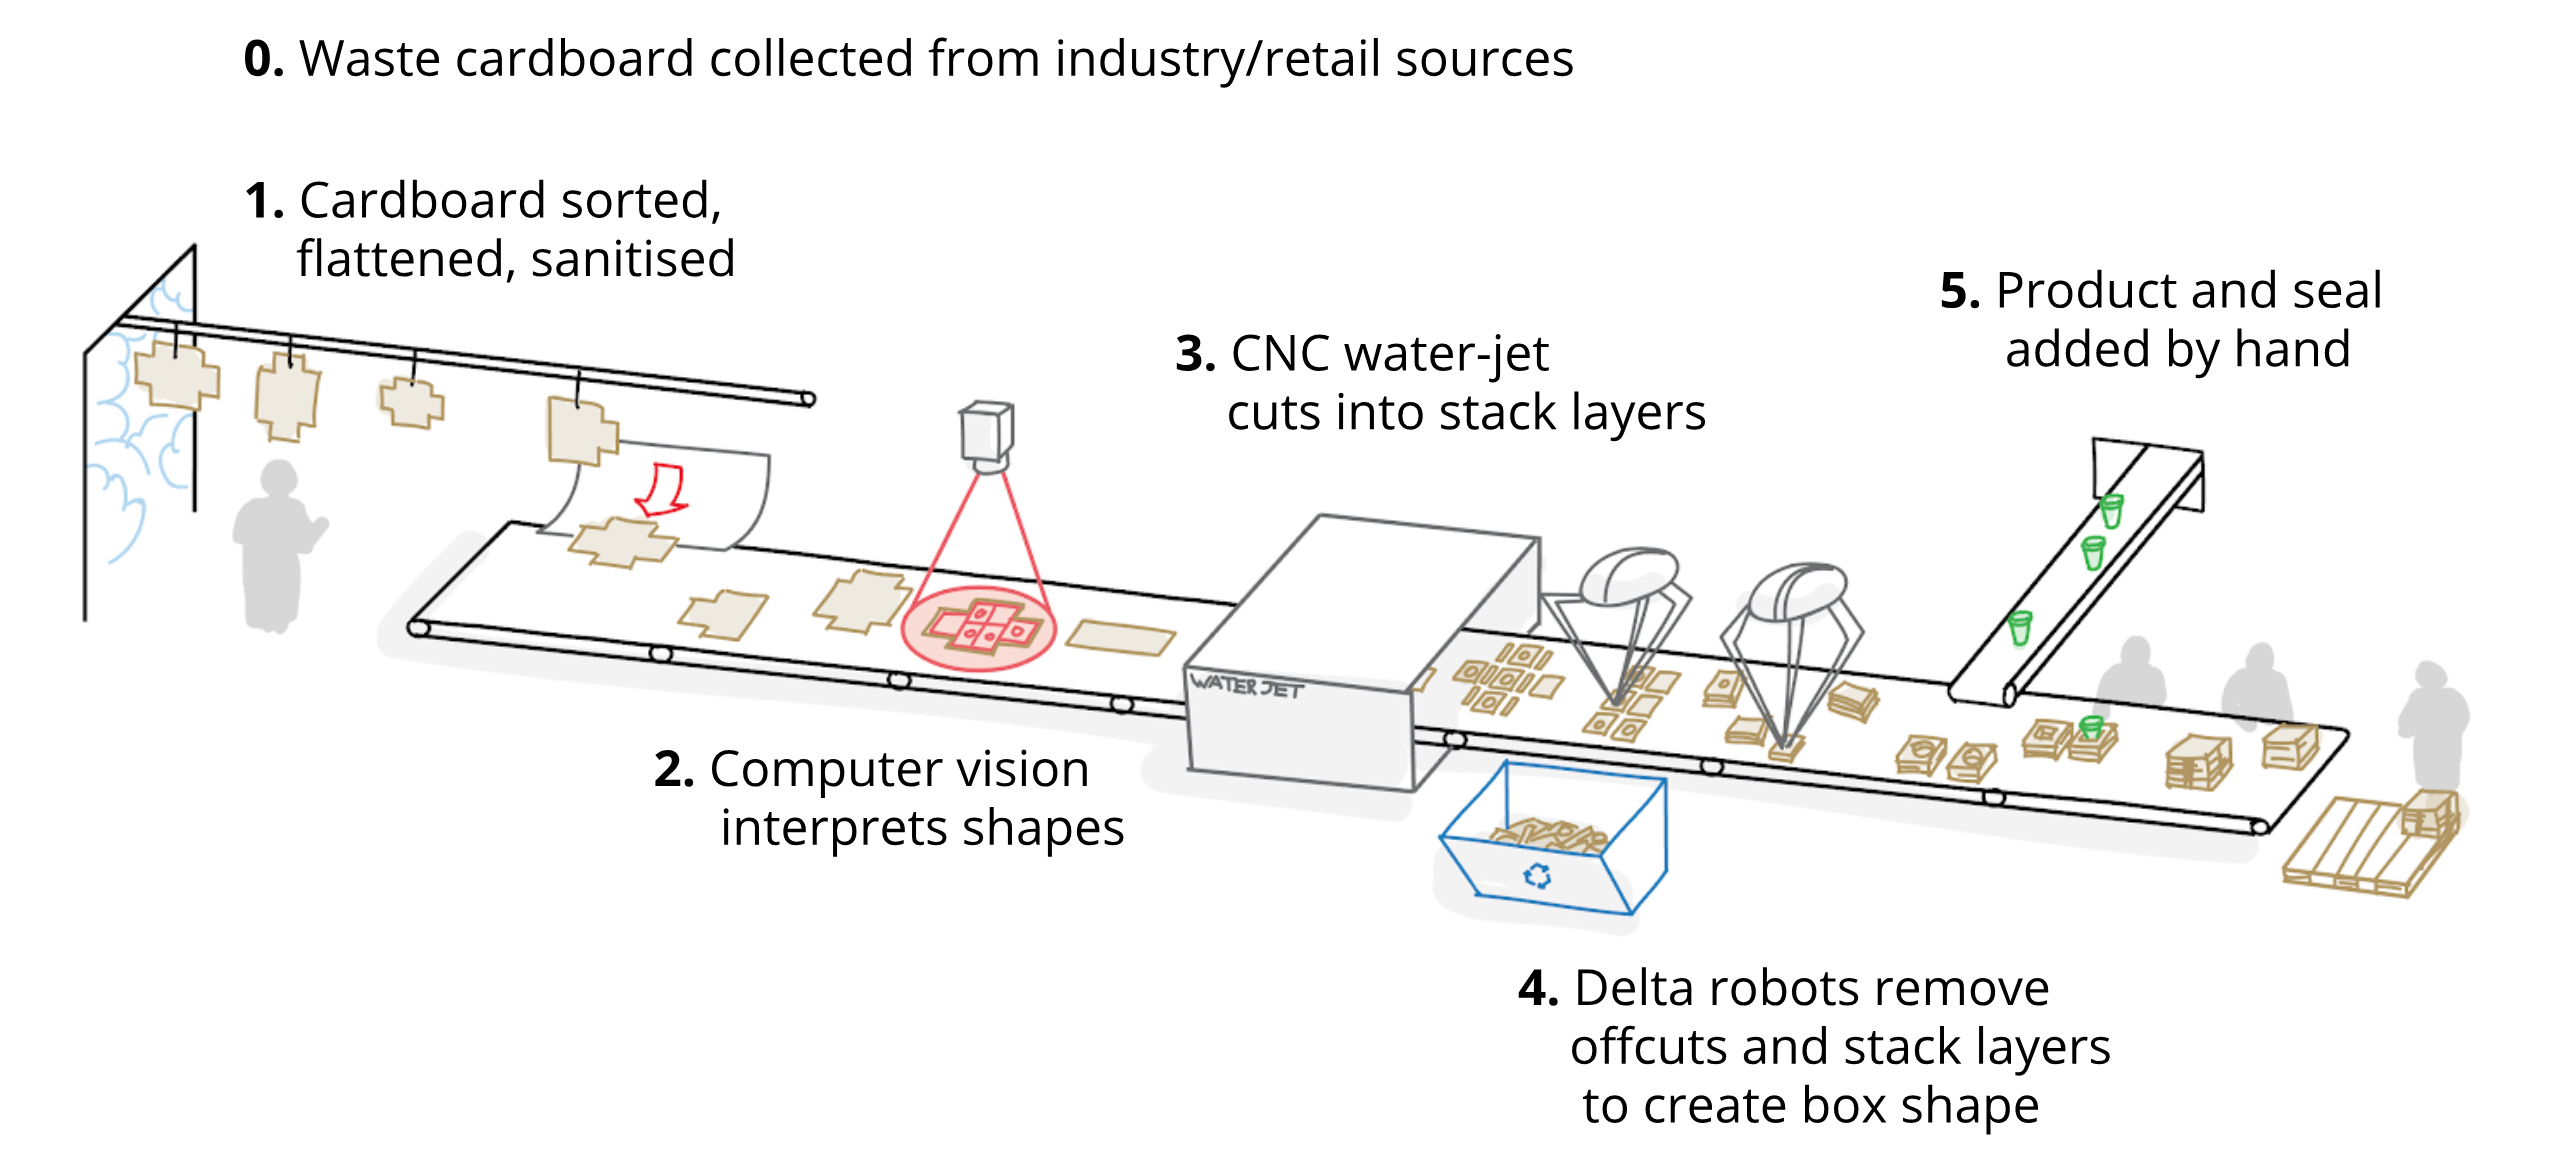 0. Waste cardboard collected from industry/retail sources
1. Cardboard sorted,
flattened, sanitised
5. Product and seal
added by hand
3. CNC water-jet
cuts into stack layers
WATERJET
2. Computer vision
interprets shapes
4. Delta robots remove
offcuts and stack layers
to create box shape